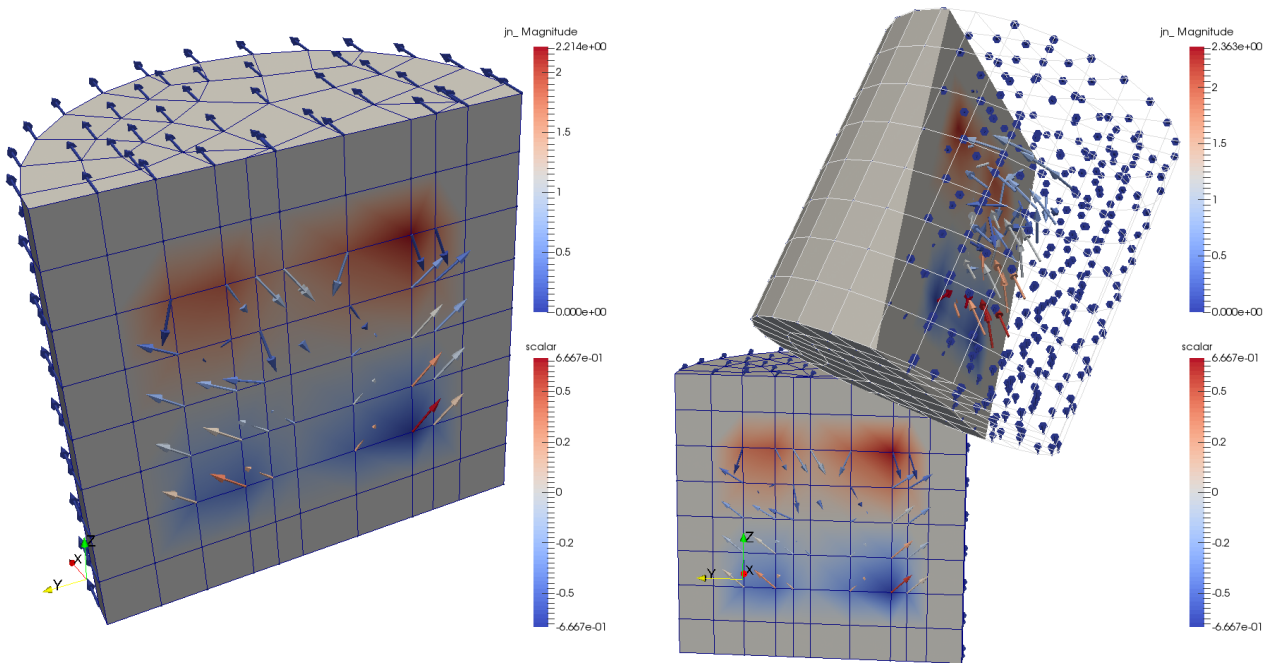 jn_ Magnitude
2.214e+00
2
1.5
1
0.5
0.000e+00
scalar
6.667e-01
0.5
0.2
0
-0.2
-0.5
-6.667e-01
Z
X
Y
jn_ Magnitude
2.363e+00
2
1.5
1
0.5
0.000e+00
scalar
6.667e-01
0.5
0.2
0
-0.2
-0.5
-6.667e-01
Z
Y
X